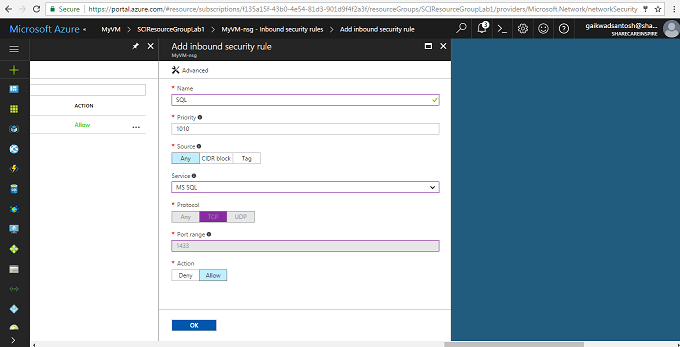 Secure https://portal.azure.com/#resource/subscriptions/f135a15f-43b0-4e54-81d3-901d9f4f2a3f/resourceGroups/SCIResourceGroupLab1/providers/Microsoft.Network/networkSecurity
Microsoft Azure MyVM > SCIResourceGroupLab1 > MyVM-nsg - Inbound security rules > Add inbound security rule
3
gaikwadsantosh@sha...
SHARECAREINSPIRE
Add inbound security rule
MyVM-nsg
Advanced
ACTION
Allow ...
* Name
SQL
* Priority
1010
* Source
Any CIDR block Tag
Service
MS SQL
* Protocol
Any TCP UDP
* Port range
1433
* Action
Deny Allow
OK